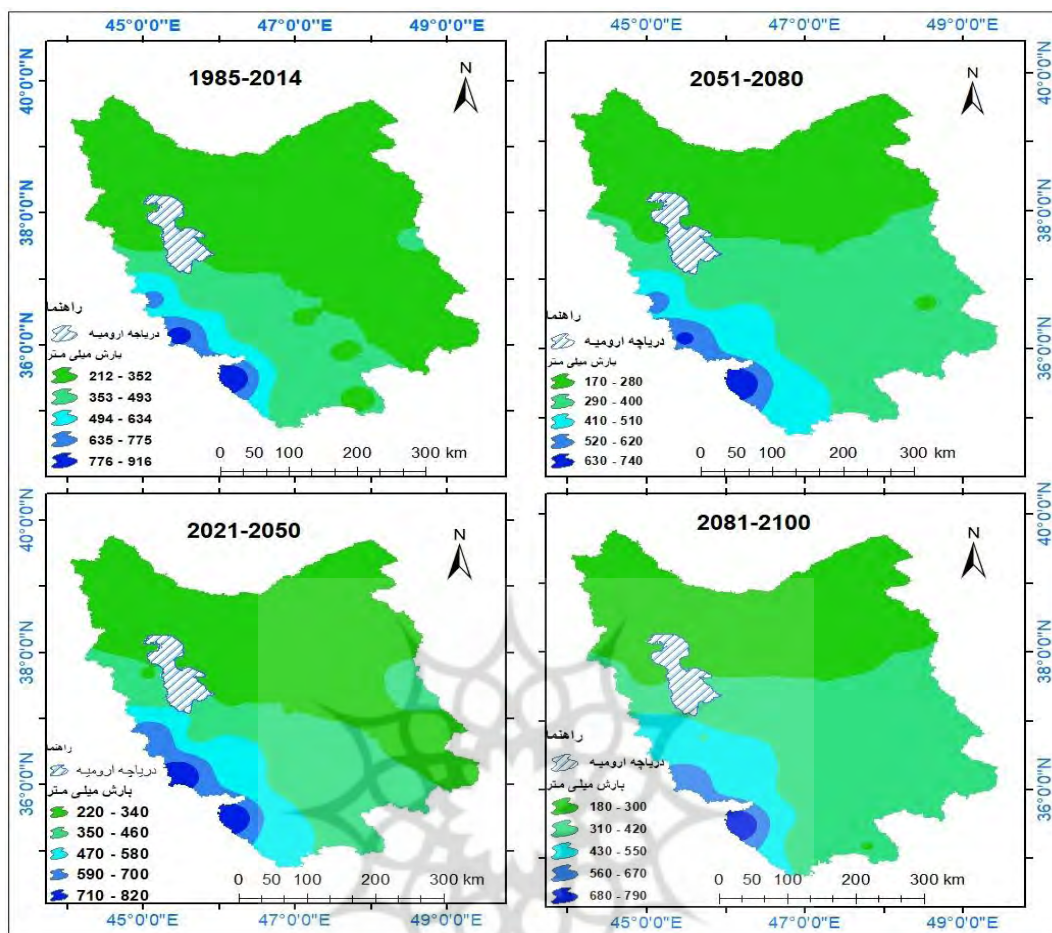 45°0'0"E 47°0'0"E 49°0'0"E 45°0'0"E 47°0'0"E 49°0'0"E
40°0'0"N
38°0'0"N
36°0'0"N
1985-2014
N
راهنما
دریاچه ارومیه
بارش میلی متر
212 - 352
353 - 493
494 - 634
635 - 775
776 - 916
0 50 100 200 300 km
2051-2080
N
راهنما
دریاچه ارومیه
بارش میلی متر
170 - 280
290 - 400
410 - 510
520 - 620
630 - 740
0 50 100 200 300 km
40°0'0"N
38°0'0"N
36°0'0"N
40°0'0"N
38°0'0"N
36°0'0"N
2021-2050
N
راهنما
دریاچه ارومیه
بارش میلی متر
220 - 340
350 - 460
470 - 580
590 - 700
710 - 820
0 50 100 200 300 km
2081-2100
N
راهنما
دریاچه ارومیه
بارش میلی متر
180 - 300
310 - 420
430 - 550
560 - 670
680 - 790
0 50 100 200 300 km
40°0'0"N
38°0'0"N
36°0'0"N
45°0'0"E 47°0'0"E 49°0'0"E 45°0'0"E 47°0'0"E 49°0'0"E